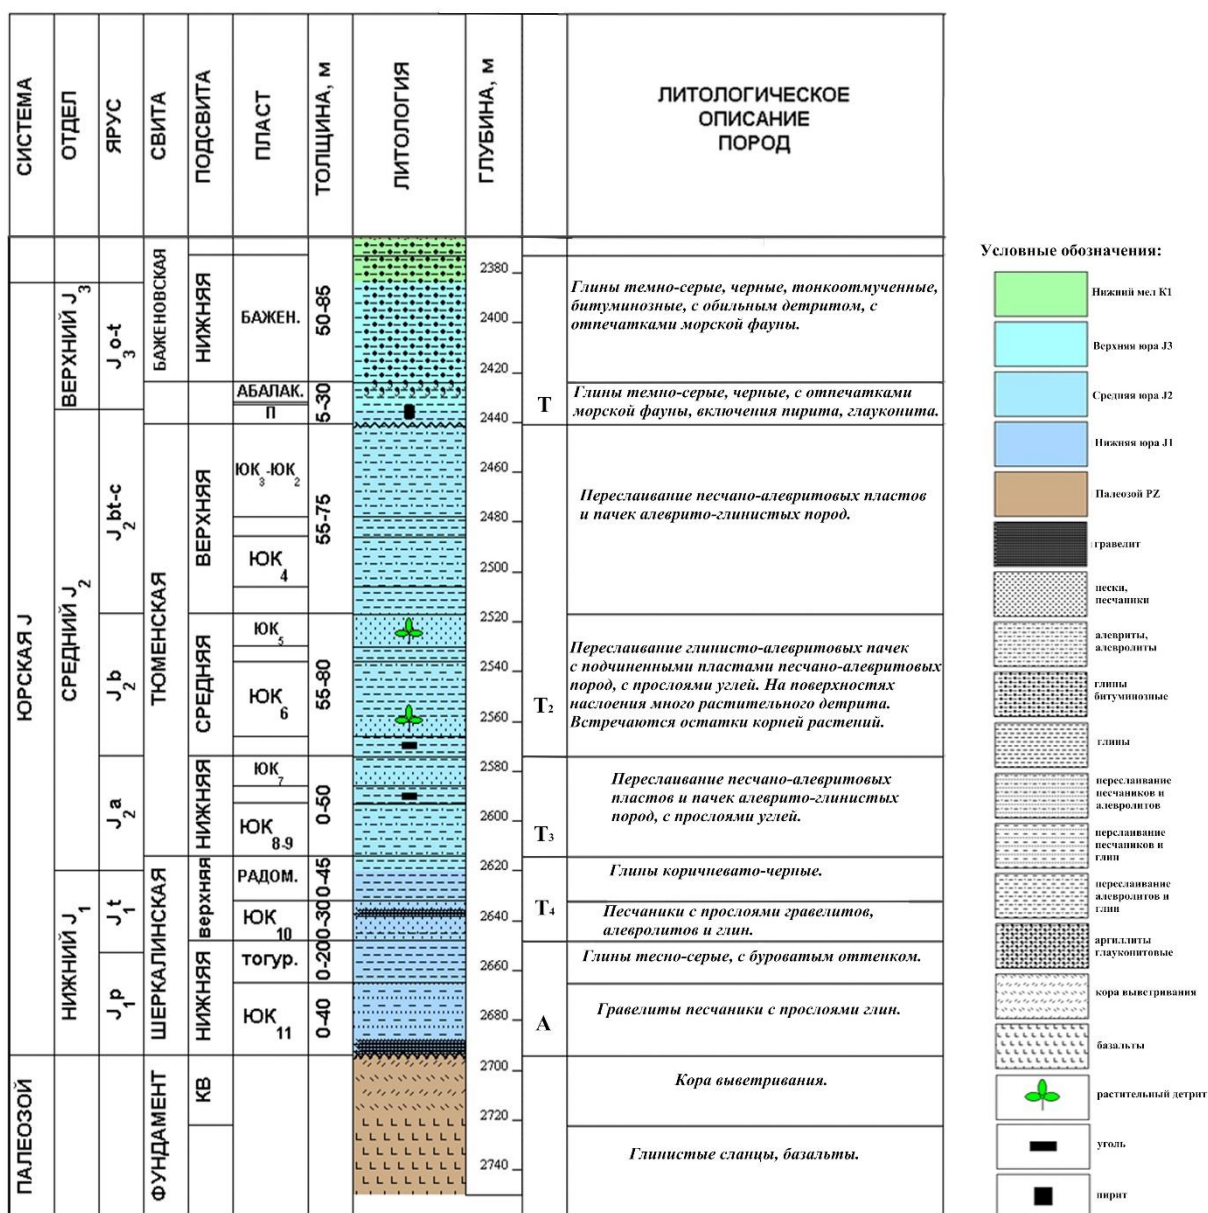 СИСТЕМА
ОТДЕЛ
ЯРУС
СВИТА
ПОДСВИТА
ПЛАСТ
ТОЛЩИНА, м
ЛИТОЛОГИЯ
ГЛУБИНА, м
ЛИТОЛОГИЧЕСКОЕ
ОПИСАНИЕ
ПОРОД
ЮРСКАЯ J
ПАЛЕОЗОЙ
ВЕРХНИЙ J3
СРЕДНИЙ J2
НИЖНИЙ J1
J3o-t
J2bt-c
J2b
J2a
J1t
J1p
БАЖЕНОВСКАЯ
ТЮМЕНСКАЯ
ШЕРКАЛИНСКАЯ
ФУНДАМЕНТ
НИЖНЯЯ
ВЕРХНЯЯ
СРЕДНЯЯ
НИЖНЯЯ
верхняя
НИЖНЯЯ
КВ
БАЖЕН.
АБАЛАК.
П
ЮК3-ЮК2
ЮК4
ЮК5
ЮК6
ЮК7
ЮК8-9
РАДОМ.
ЮК10
ТОГУР.
ЮК11
50-85
5-30
55-75
55-80
0-50
0-45
0-30
0-20
0-40
2380
2400
2420
2440
2460
2480
2500
2520
2540
2560
2580
2600
2620
2640
2660
2680
2700
2720
2740
Т
Т2
Т3
Т4
А
Глины темно-серые, черные, тонкоотмученные,
битуминозные, с обильным детритом, с
отпечатками морской фауны.
Глины темно-серые, черные, с отпечатками
морской фауны, включения пирита, глауконита.
Переслаивание песчано-алевритовых пластов
и пачек алеврито-глинистых пород.
Переслаивание глинисто-алевритовых пачек
с подчиненными пластами песчано-алевритовых
пород, с прослоями углей. На поверхностях
наслоения много растительного детрита.
Встречаются остатки корней растений.
Переслаивание песчано-алевритовых
пластов и пачек алеврито-глинистых
пород, с прослоями углей.
Глины коричневато-черные.
Песчаники с прослоями гравелитов,
алевролитов и глин.
Глины тесно-серые, с буроватым оттенком.
Гравелиты песчаники с прослоями глин.
Кора выветривания.
Глинистые сланцы, базальты.
Условные обозначения:
Нижний мел К1
Верхняя юра J3
Средняя юра J2
Нижняя юра J1
Палеозой PZ
гравелит
пески,
песчаники
алевриты,
алевролиты
глины
битуминозные
глины
переслаивание
песчаников и
алевролитов
перслаивание
песчаников и
глин
переслаивание
алевролитов и
глин
аргиллиты
глауконитовые
кора выветривания
базальты
растительный детрит
уголь
пирит